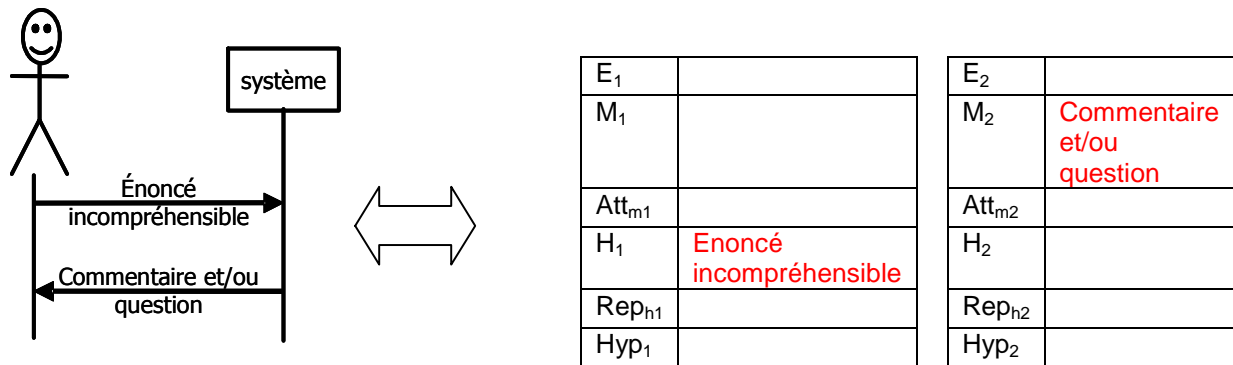 système
Énoncé
incompréhensible
Commentaire et/ou
question
E₁
M₁
Attₘ₁
H₁ Enoncé
incompréhensible
Repₕ₁
Hyp₁
E₂
M₂ Commentaire
et/ou
question
Attₘ₂
H₂
Repₕ₂
Hyp₂